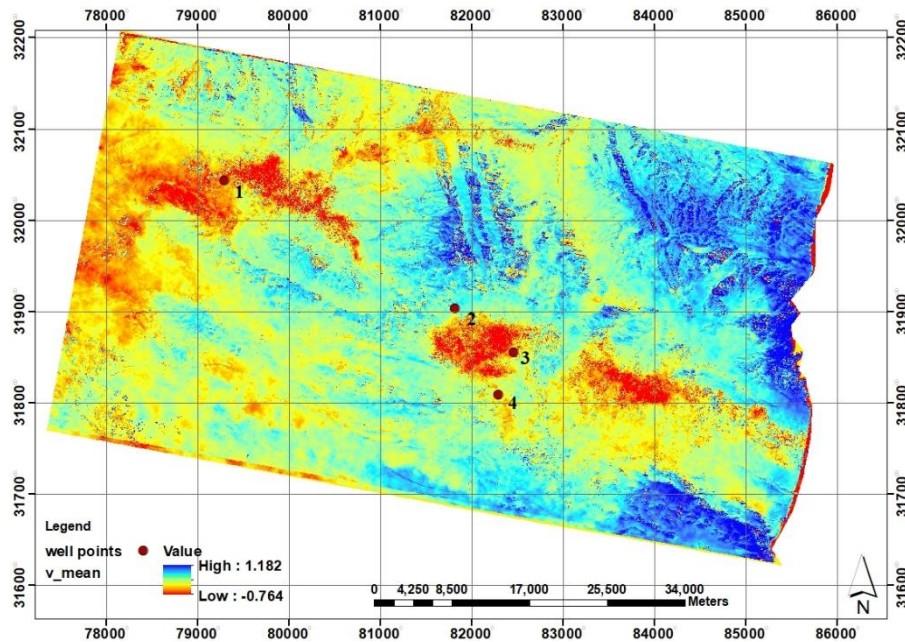 78000 79000 80000 81000 82000 83000 84000 85000 86000
32200 32200
32100 32100
1
32000 32000
31900 31900
2
3
31800 31800
4
31700 31700
Legend
well points Value
v_mean High : 1.182
Low : -0.764
31600 31600
0 4,250 8,500 17,000 25,500 34,000
Meters
N
78000 79000 80000 81000 82000 83000 84000 85000 86000